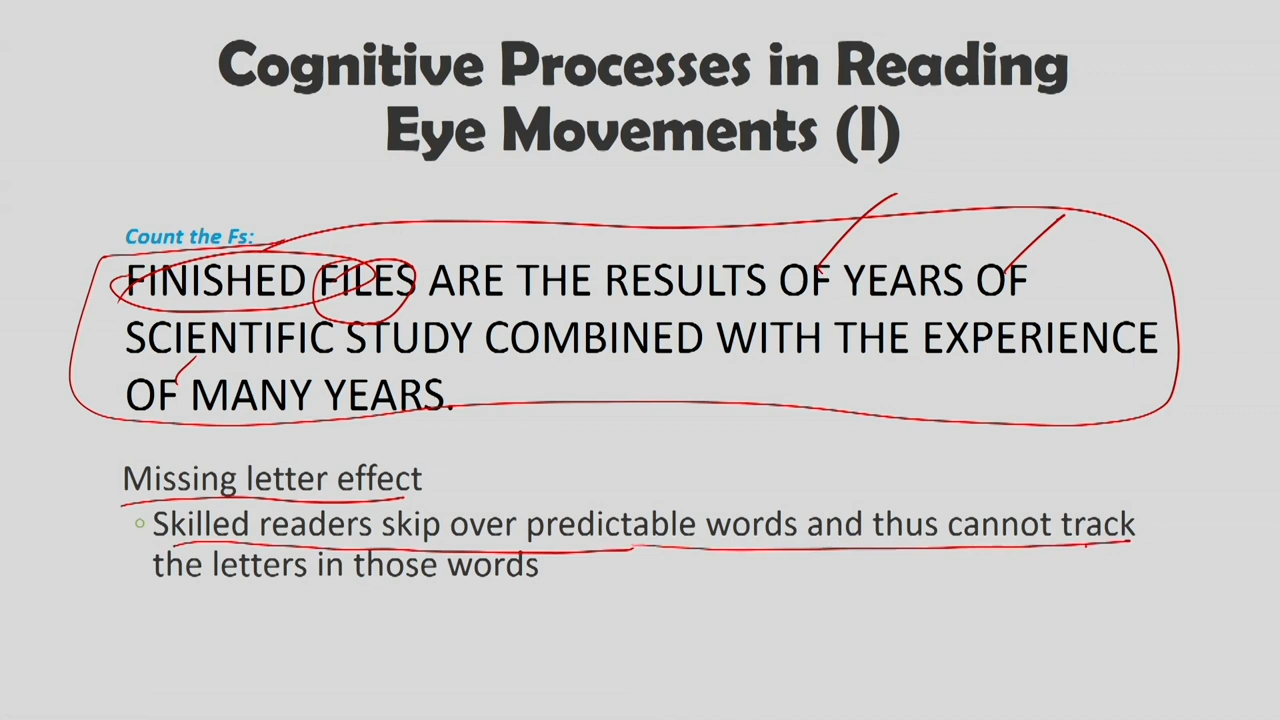 Cognitive Processes in Reading
Eye Movements (I)
Count the Fs:
FINISHED FILES ARE THE RESULTS OF YEARS OF
SCIENTIFIC STUDY COMBINED WITH THE EXPERIENCE
OF MANY YEARS.
Missing letter effect
◦ Skilled readers skip over predictable words and thus cannot track
the letters in those words